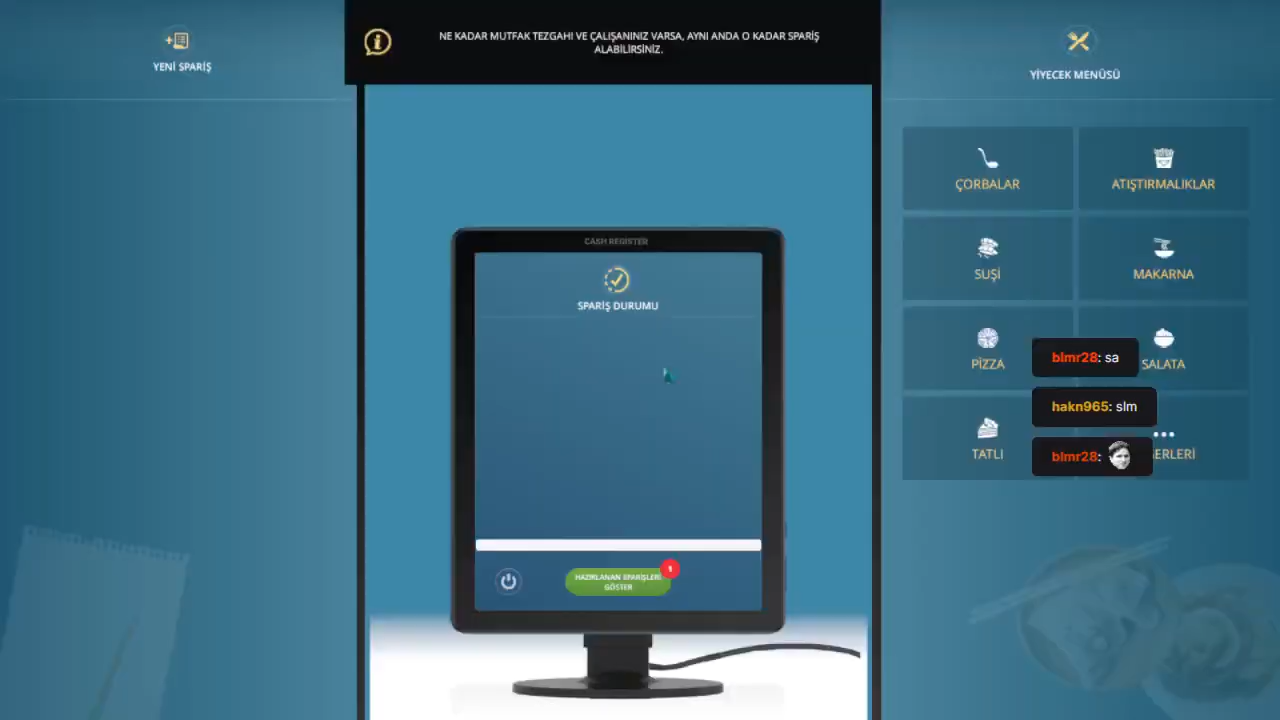 YENİ SPARİŞ
NE KADAR MUTFAK TEZGAHI VE ÇALIŞANINIZ VARSA, AYNI ANDA O KADAR SPARİŞ
ALABİLİRSİNİZ.
YİYECEK MENÜSÜ
CASH REGISTER
SPARİŞ DURUMU
HAZIRLANAN SPARİŞLERİ
GÖSTER
1
ÇORBALAR
ATIŞTIRMALIKLAR
SUŞİ
MAKARNA
PİZZA
SALATA
TATLI
ERLERİ
blmr28: sa
hakn965: slm
blmr28: